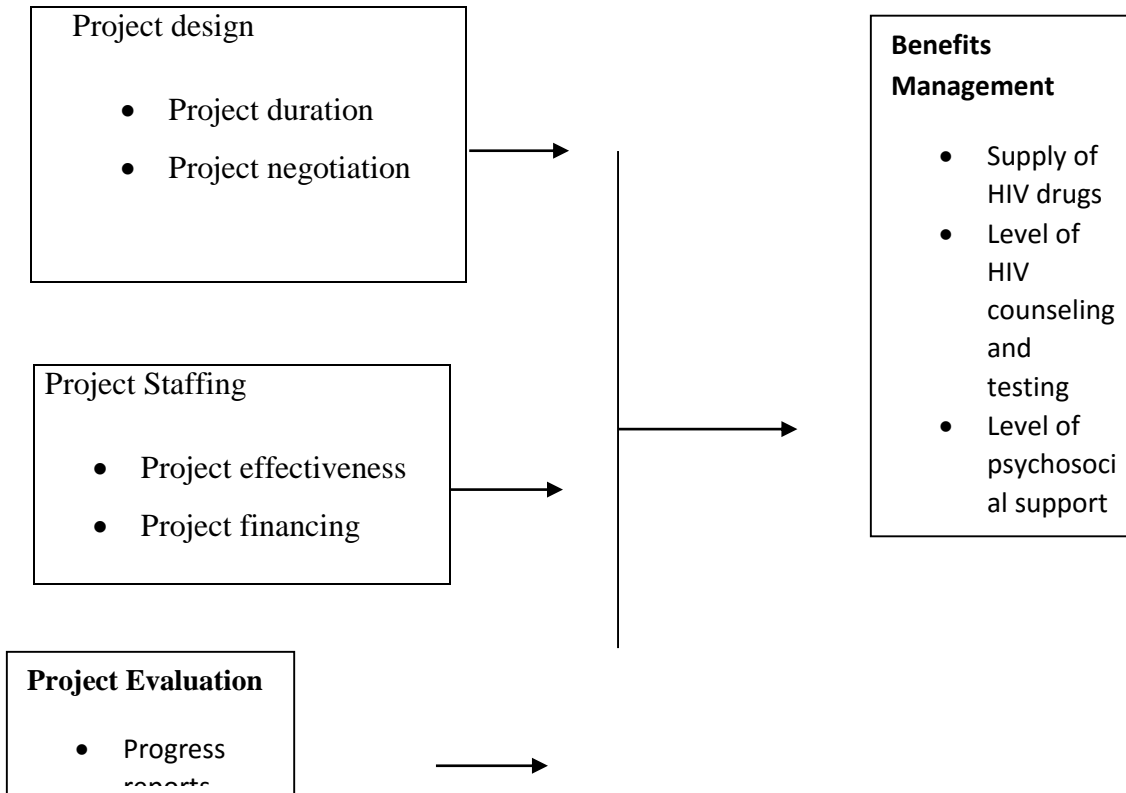 Project design
• Project duration
• Project negotiation
Project Staffing
• Project effectiveness
• Project financing
Project Evaluation
• Progress
reports
Benefits
Management
• Supply of
HIV drugs
• Level of
HIV
counseling
and
testing
• Level of
psychosoci
al support